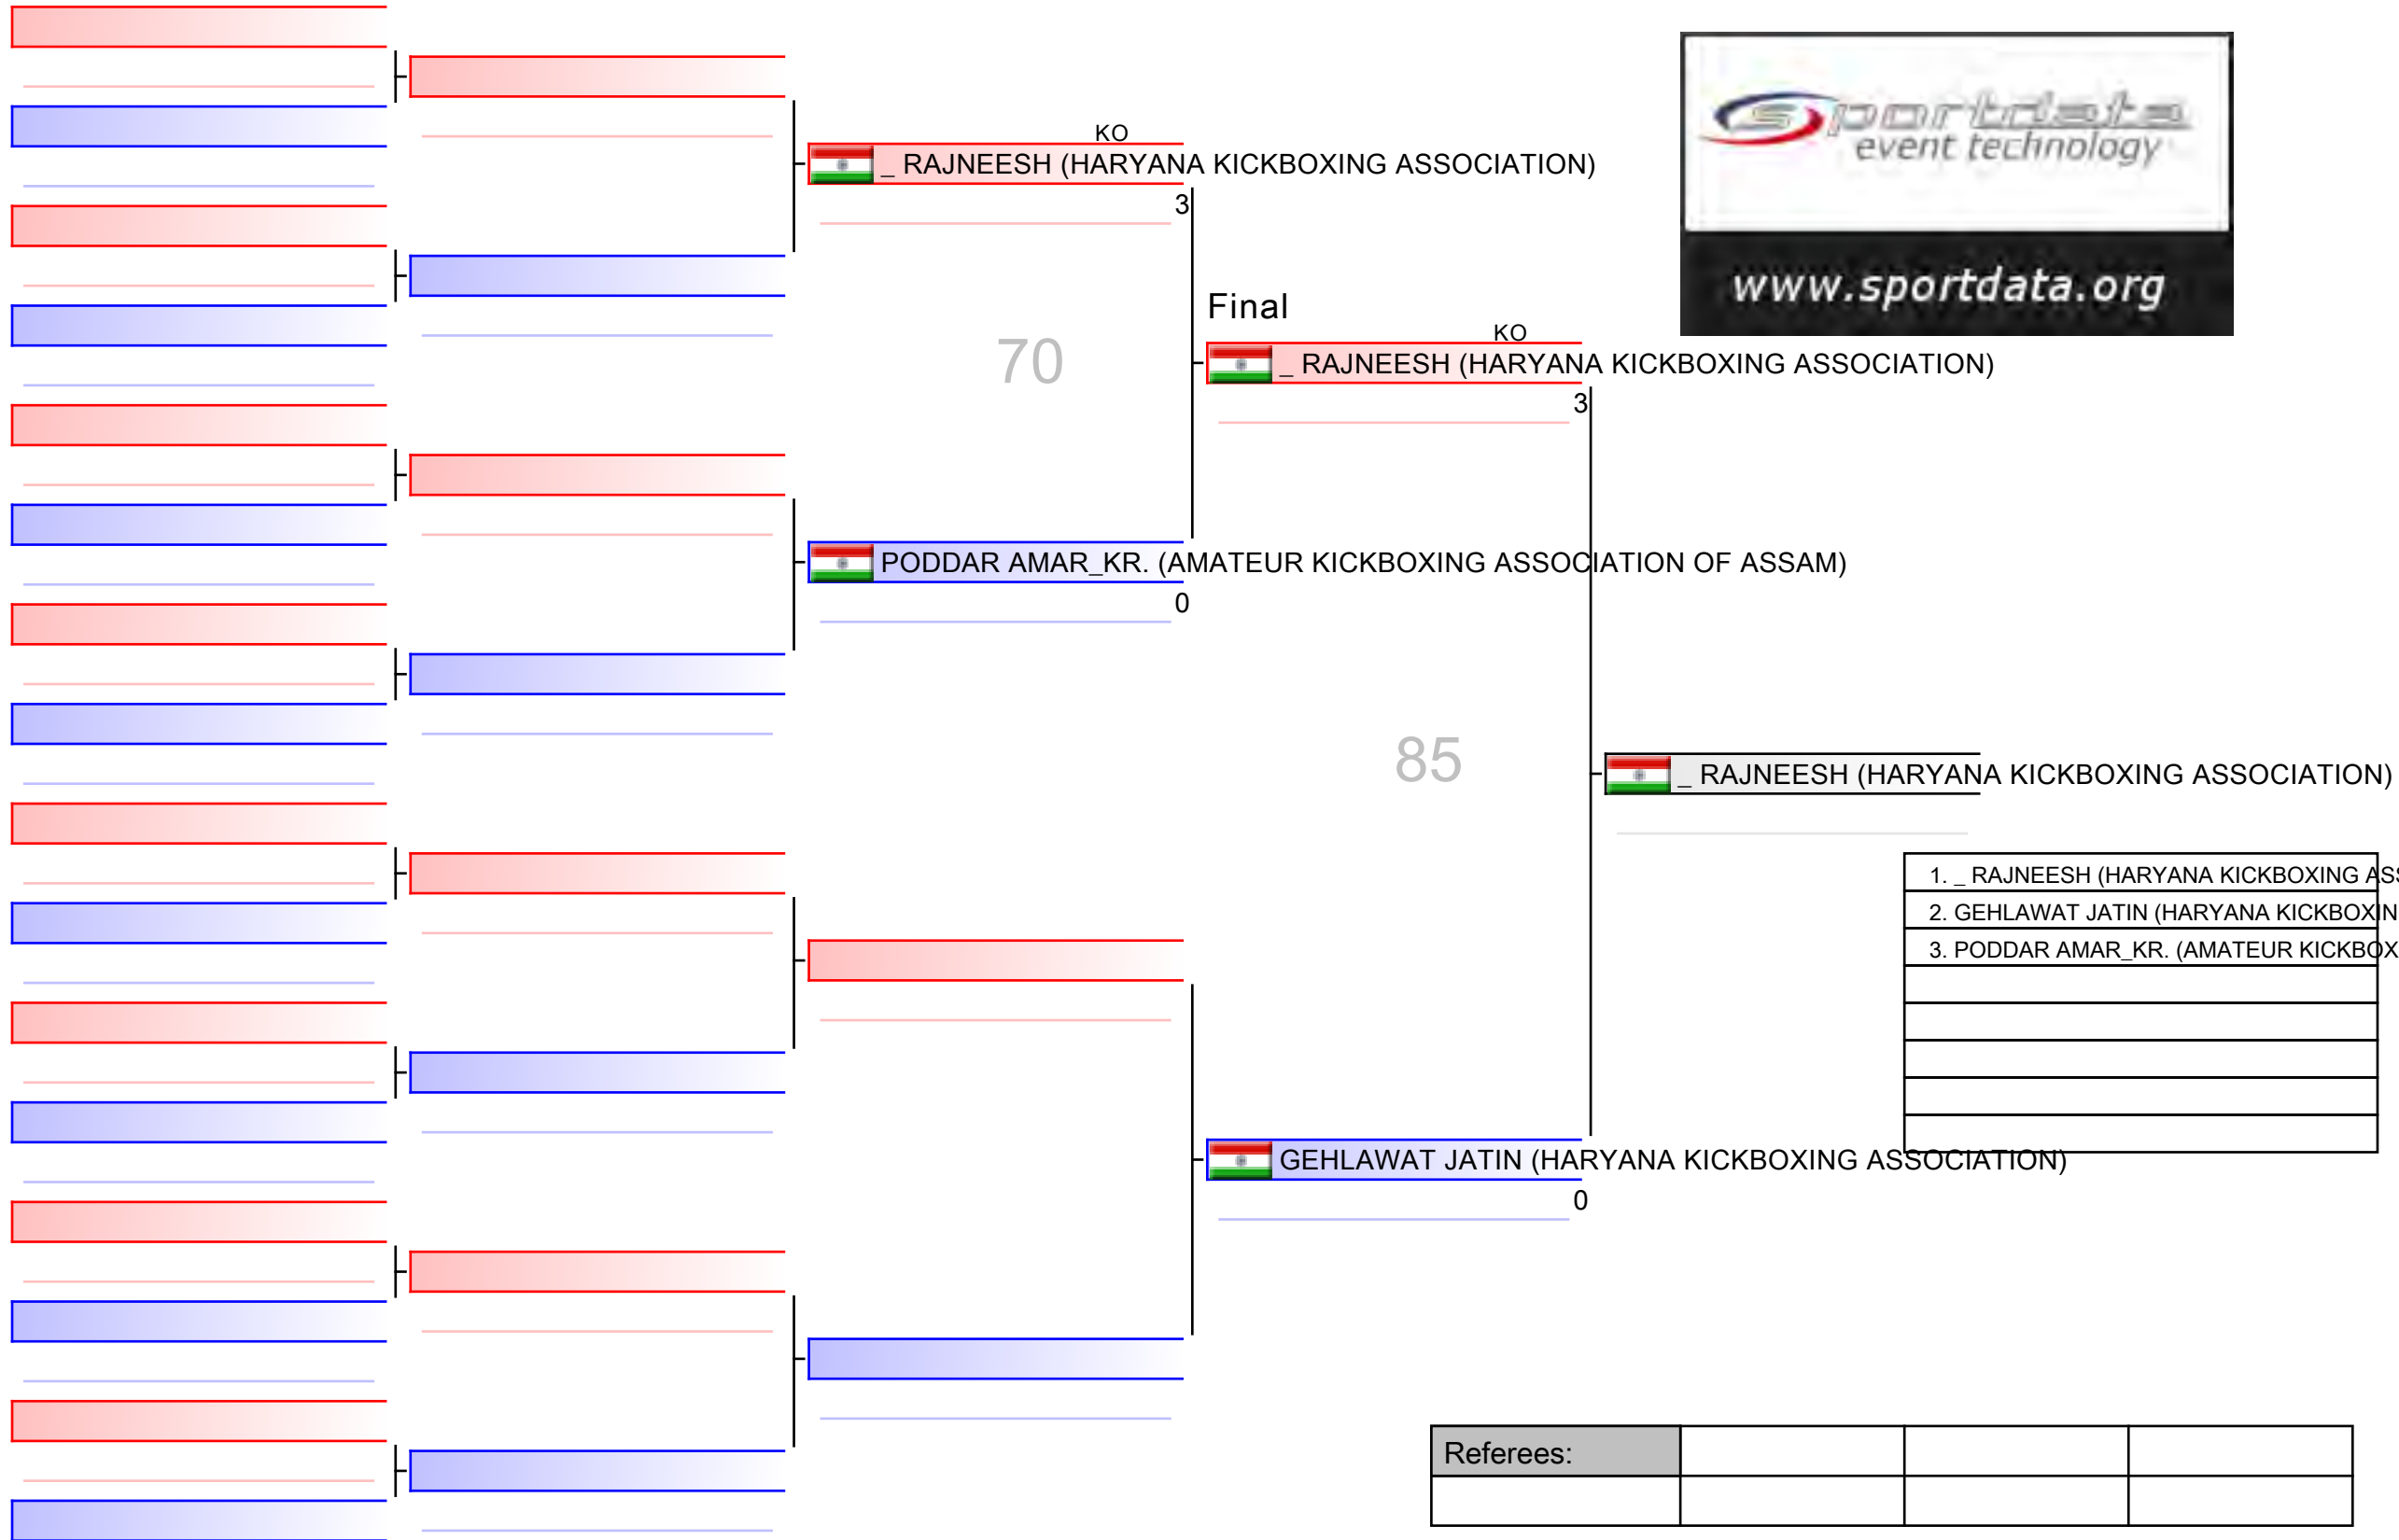 KO
_ RAJNEESH (HARYANA KICKBOXING ASSOCIATION)
3
sportdata
event technology
www.sportdata.org
Final
KO
70
_ RAJNEESH (HARYANA KICKBOXING ASSOCIATION)
3
PODDAR AMAR_KR. (AMATEUR KICKBOXING ASSOCIATION OF ASSAM)
0
85
_ RAJNEESH (HARYANA KICKBOXING ASSOCIATION)
1. _ RAJNEESH (HARYANA KICKBOXING ASS
2. GEHLAWAT JATIN (HARYANA KICKBOXIN
3. PODDAR AMAR_KR. (AMATEUR KICKBOX
GEHLAWAT JATIN (HARYANA KICKBOXING ASSOCIATION)
0
Referees: